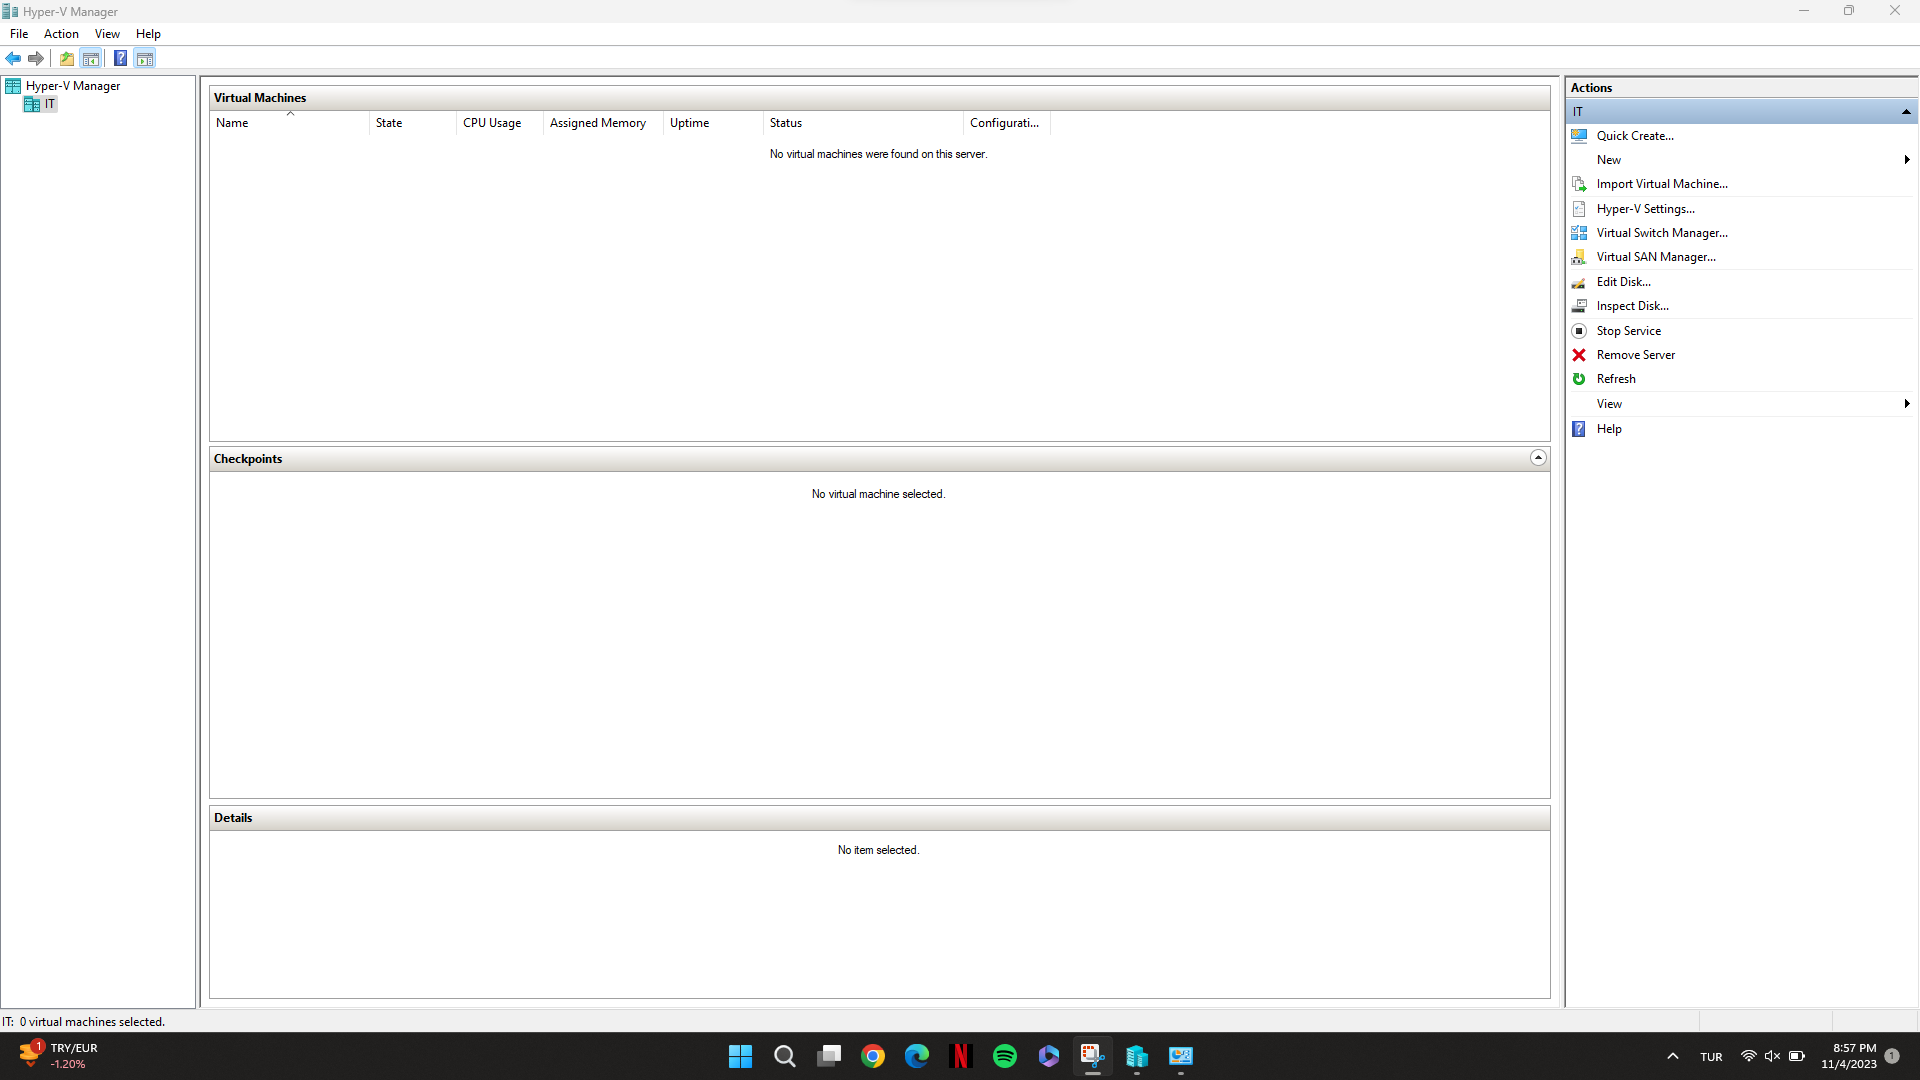 Hyper-V Manager
File Action View Help
Hyper-V Manager
IT
Virtual Machines
Name State CPU Usage Assigned Memory Uptime Status Configurati...
No virtual machines were found on this server.
Checkpoints
No virtual machine selected.
Details
No item selected.
Actions
IT
Quick Create...
New
Import Virtual Machine...
Hyper-V Settings...
Virtual Switch Manager...
Virtual SAN Manager...
Edit Disk...
Inspect Disk...
Stop Service
Remove Server
Refresh
View
Help
IT: 0 virtual machines selected.
1
TRY/EUR
-1.20%
TUR
8:57 PM
11/4/2023
1